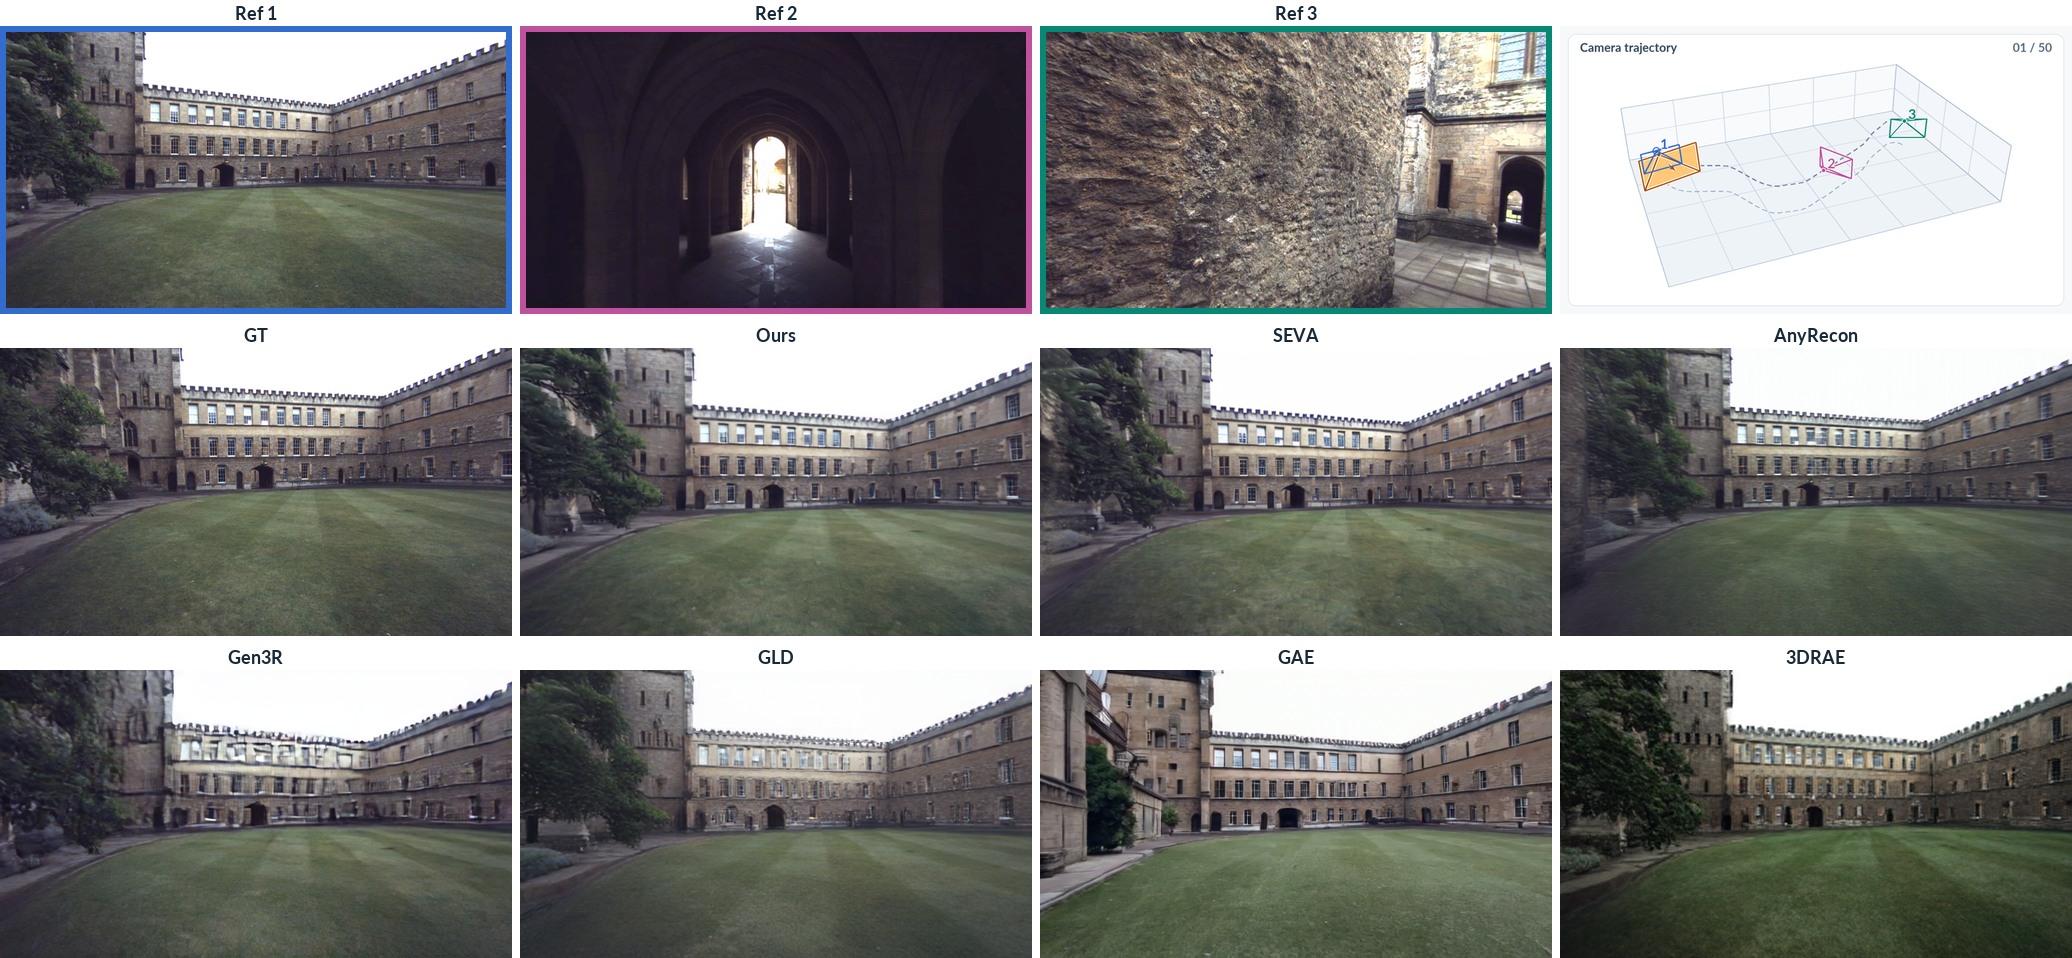 Ref 1
Ref 2
Ref 3
Camera trajectory
01 / 50
1
2
3
GT
Ours
SEVA
AnyRecon
Gen3R
GLD
GAE
3DRAE